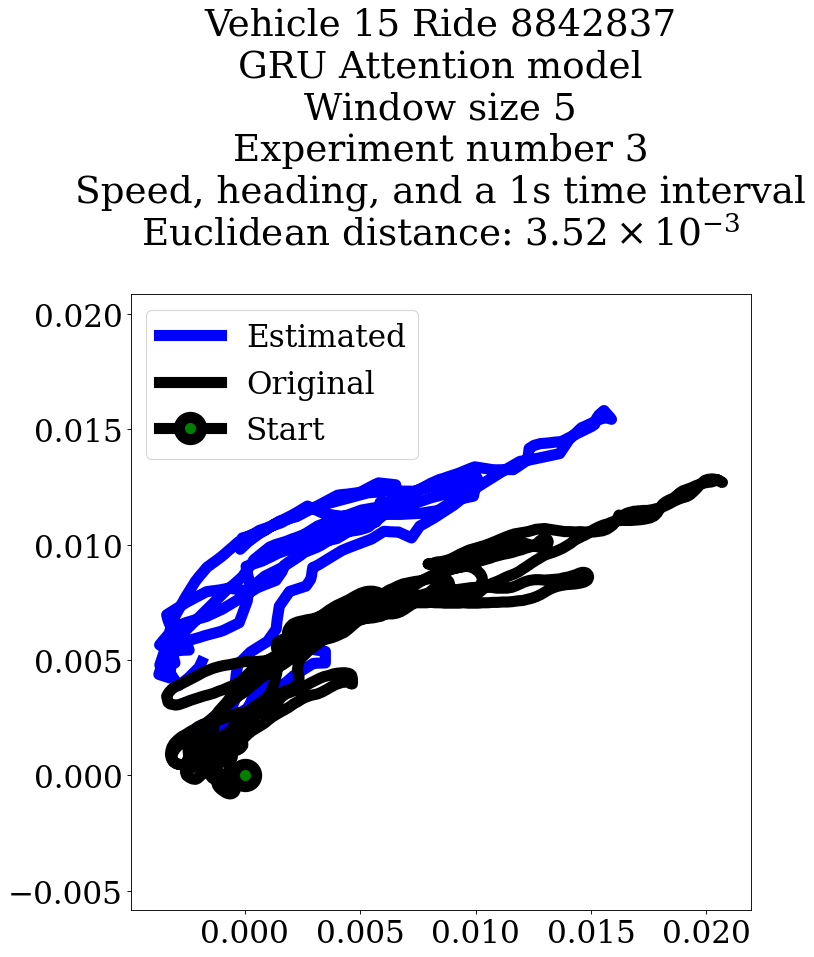 Vehicle 15 Ride 8842837
GRU Attention model
Window size 5
Experiment number 3
Speed, heading, and a 1s time interval
Euclidean distance: 3.52 × 10⁻³
0.020
0.015
0.010
0.005
0.000
−0.005
Estimated
Original
Start
0.000 0.005 0.010 0.015 0.020